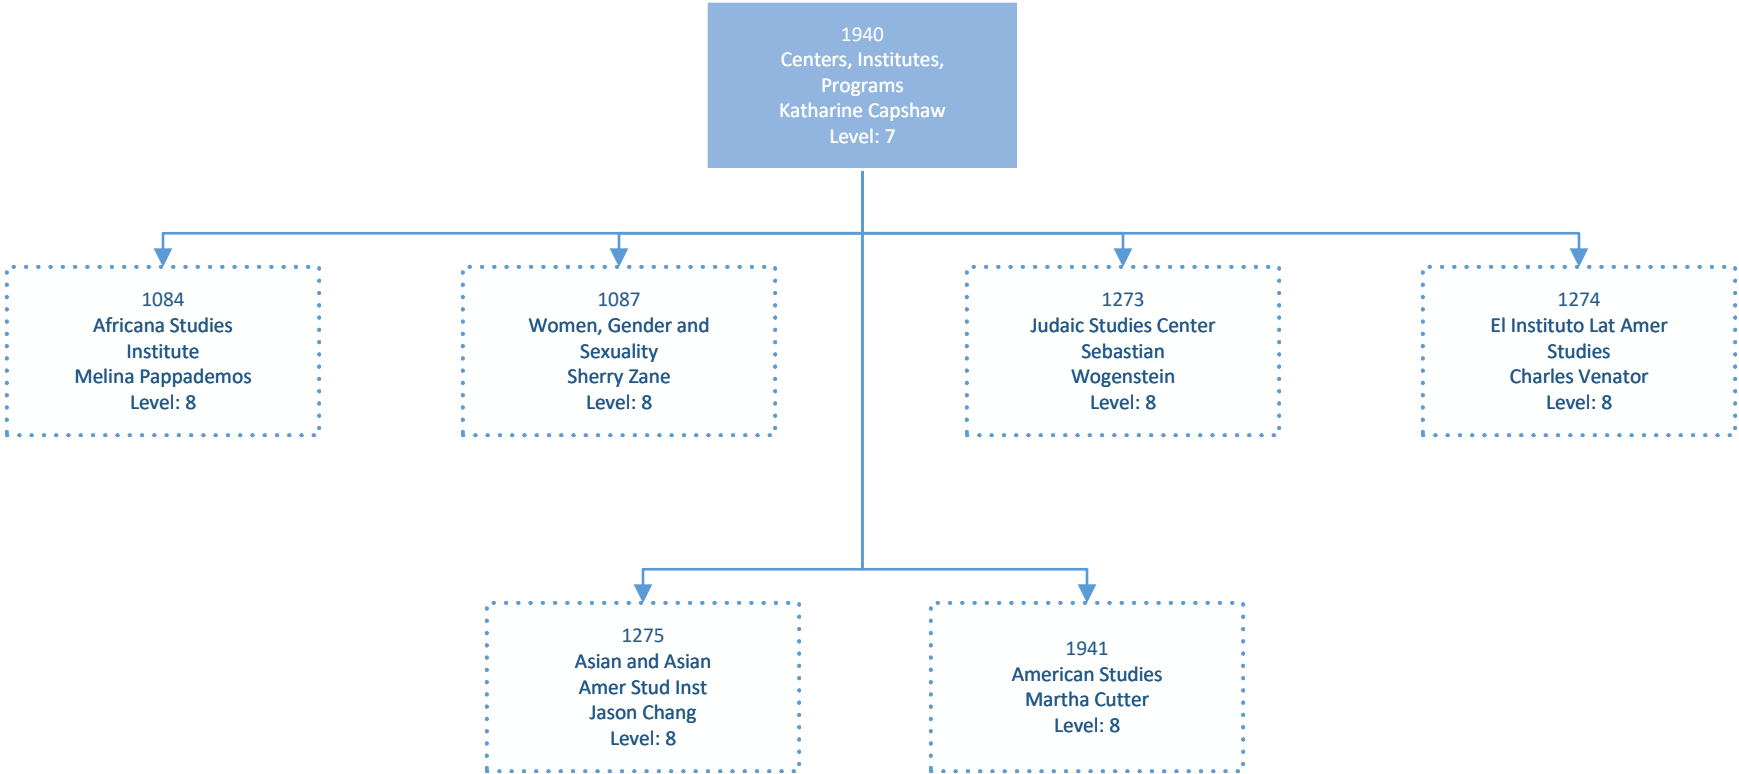 1940
Centers, Institutes,
Programs
Katharine Capshaw
Level: 7
1084
Africana Studies
Institute
Melina Pappademos
Level: 8
1087
Women, Gender and
Sexuality
Sherry Zane
Level: 8
1273
Judaic Studies Center
Sebastian
Wogenstein
Level: 8
1274
El Instituto Lat Amer
Studies
Charles Venator
Level: 8
1275
Asian and Asian
Amer Stud Inst
Jason Chang
Level: 8
1941
American Studies
Martha Cutter
Level: 8